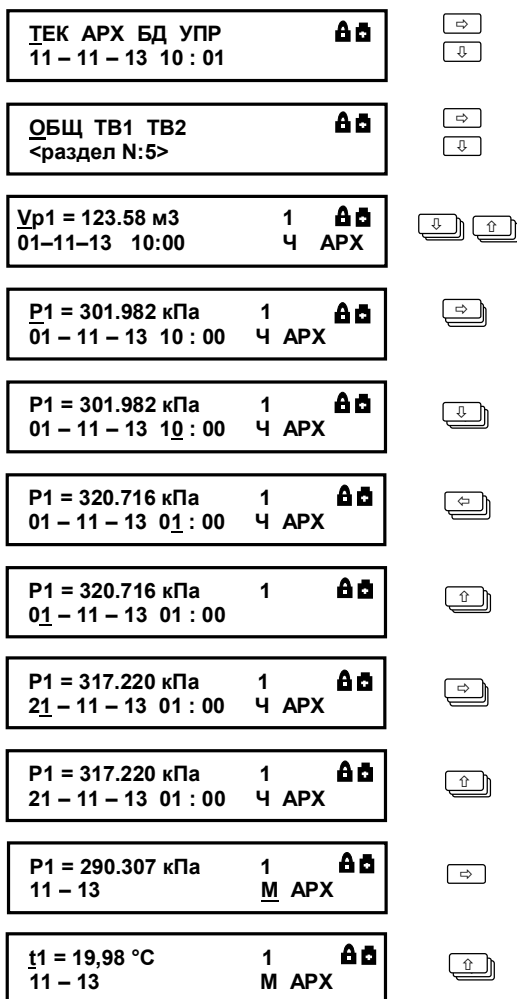 ТЕК АРХ БД УПР
11 – 11 – 13 10 : 01
ОБЩ ТВ1 ТВ2
<раздел N:5>
Vp1 = 123.58 м3 1
01–11–13 10:00 Ч АРХ
P1 = 301.982 кПа 1
01 – 11 – 13 10 : 00 Ч АРХ
P1 = 301.982 кПа 1
01 – 11 – 13 10 : 00 Ч АРХ
P1 = 320.716 кПа 1
01 – 11 – 13 01 : 00 Ч АРХ
P1 = 320.716 кПа 1
01 – 11 – 13 01 : 00
P1 = 317.220 кПа 1
21 – 11 – 13 01 : 00 Ч АРХ
P1 = 317.220 кПа 1
21 – 11 – 13 01 : 00 Ч АРХ
P1 = 290.307 кПа 1
11 – 13 М АРХ
t1 = 19,98 °C 1
11 – 13 М АРХ